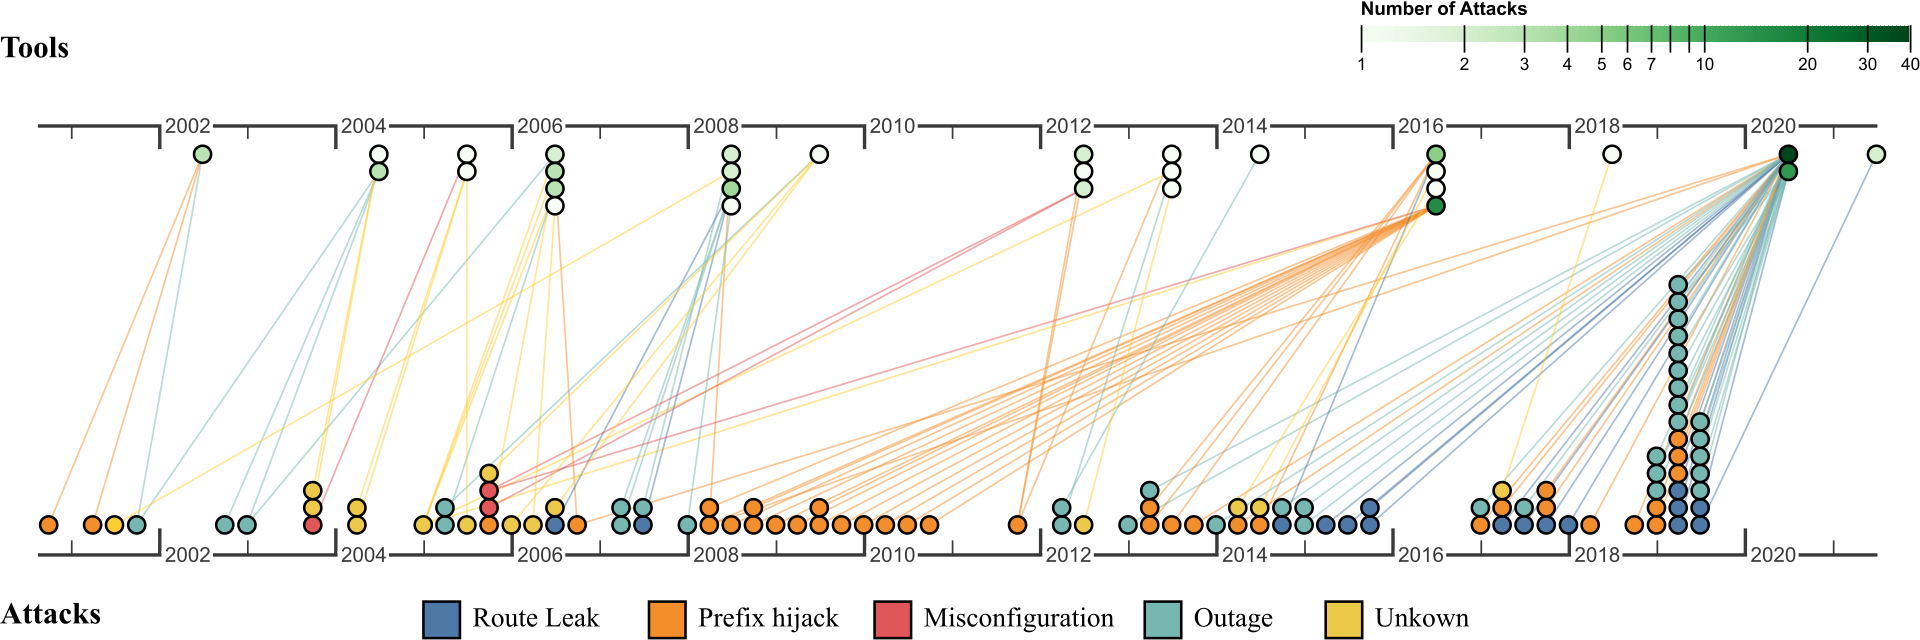 Number of Attacks
Tools
1 2 3 4 5 6 7 10 20 30 40
2002 2004 2006 2008 2010 2012 2014 2016 2018 2020
2002 2004 2006 2008 2010 2012 2014 2016 2018 2020
Attacks Route Leak Prefix hijack Misconfiguration Outage Unkown